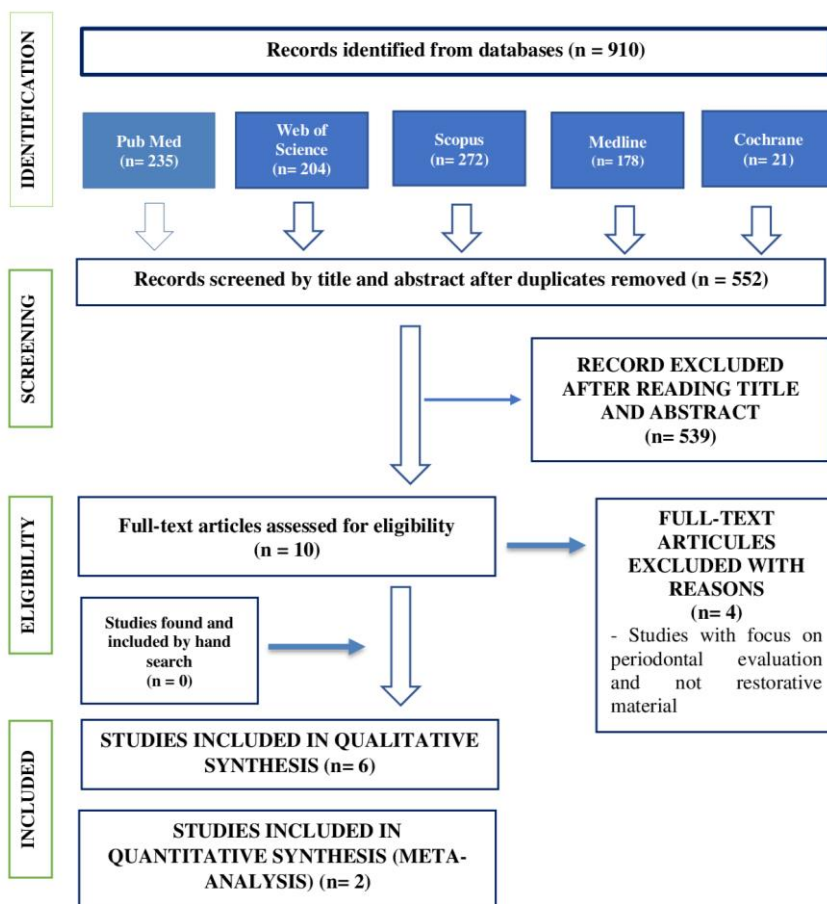 IDENTIFICATION
Records identified from databases (n = 910)
Pub Med
(n= 235)
Web of
Science
(n= 204)
Scopus
(n= 272)
Medline
(n= 178)
Cochrane
(n= 21)
SCREENING
Records screened by title and abstract after duplicates removed (n = 552)
RECORD EXCLUDED
AFTER READING TITLE
AND ABSTRACT
(n= 539)
ELIGIBILITY
Full-text articles assessed for eligibility
(n = 10)
FULL-TEXT
ARTICULES
EXCLUDED WITH
REASONS
(n= 4)
- Studies with focus on
periodontal evaluation
and not restorative
material
Studies found and
included by hand
search
(n = 0)
INCLUDED
STUDIES INCLUDED IN QUALITATIVE
SYNTHESIS (n= 6)
STUDIES INCLUDED IN
QUANTITATIVE SYNTHESIS (META-
ANALYSIS) (n= 2)